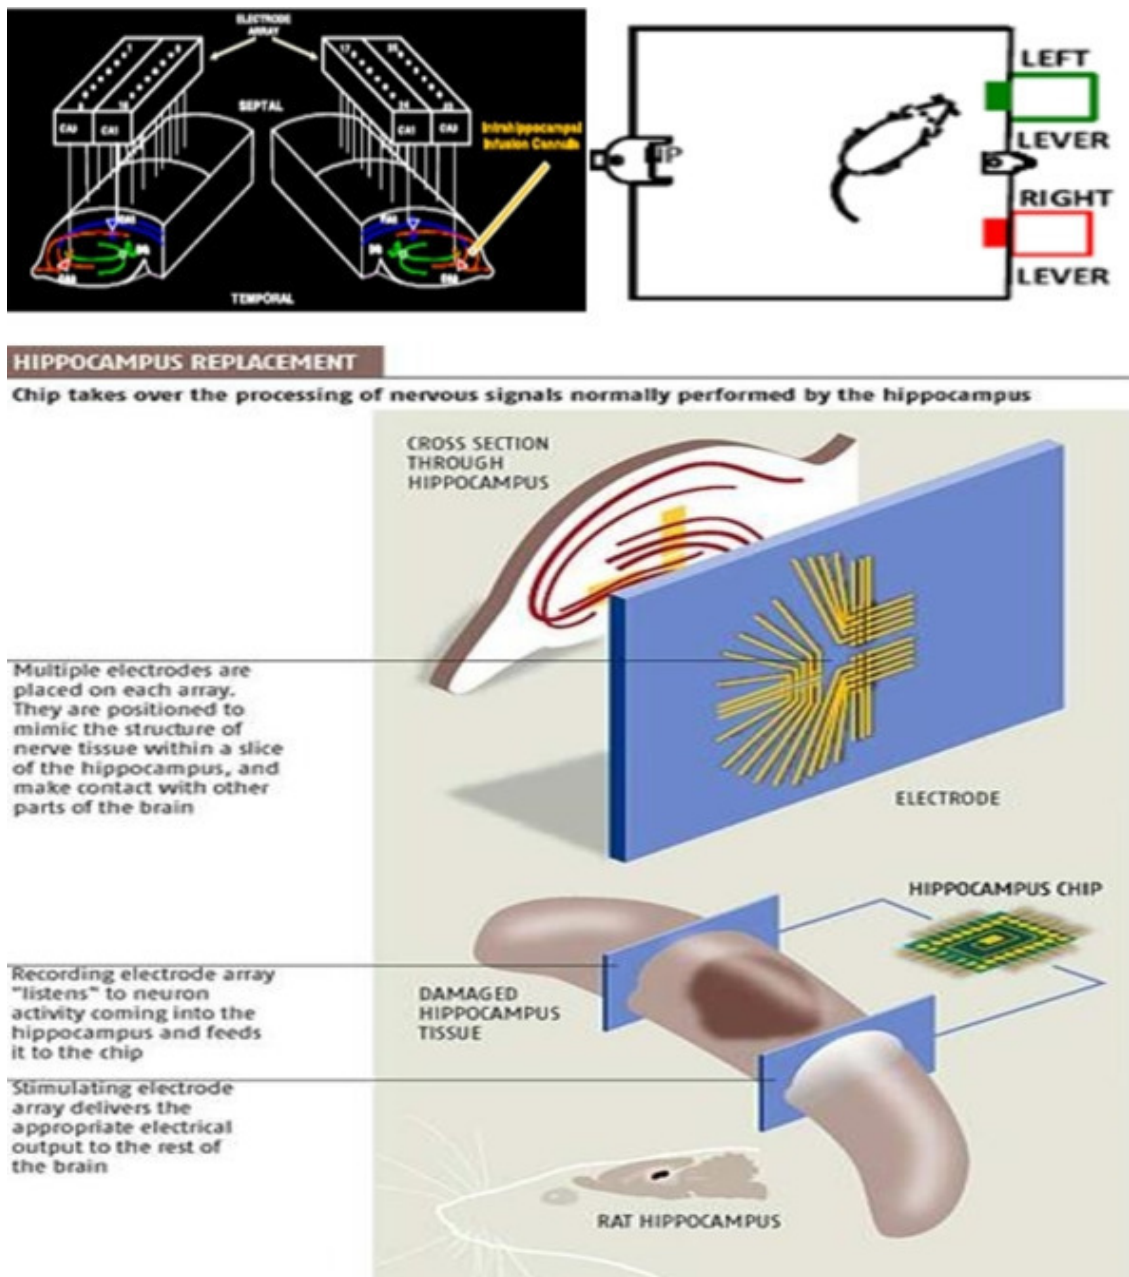 ELECTRODE
ARRAY
SEPTAL
CA3
CA1
CA1
CA3
Intrahippocampal
Infusion Cannula
TEMPORAL
LEFT
LEVER
NP
RIGHT
LEVER
HIPPOCAMPUS REPLACEMENT
Chip takes over the processing of nervous signals normally performed by the hippocampus
CROSS SECTION
THROUGH
HIPPOCAMPUS
Multiple electrodes are
placed on each array.
They are positioned to
mimic the structure of
nerve tissue within a slice
of the hippocampus, and
make contact with other
parts of the brain
ELECTRODE
HIPPOCAMPUS CHIP
Recording electrode array
"listens" to neuron
activity coming into the
hippocampus and feeds
it to the chip
DAMAGED
HIPPOCAMPUS
TISSUE
Stimulating electrode
array delivers the
appropriate electrical
output to the rest of
the brain
RAT HIPPOCAMPUS